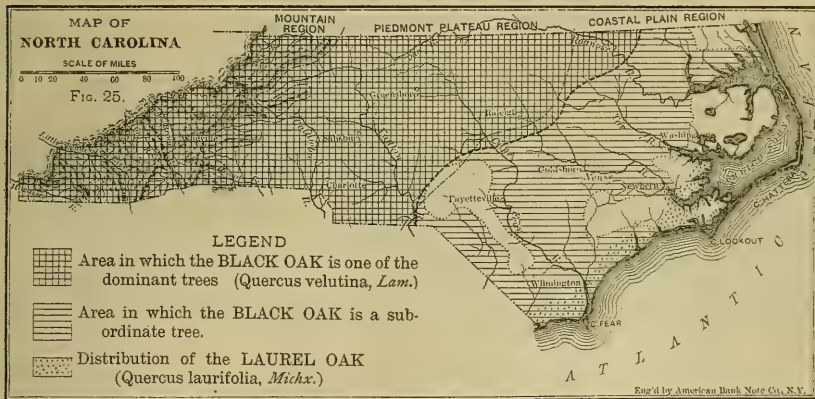 MAP OF
NORTH CAROLINA
SCALE OF MILES
0 10 20 40 60 80 100
FIG. 25.
MOUNTAIN
REGION
PIEDMONT PLATEAU REGION
COASTAL PLAIN REGION
Greensboro
Raleigh
Salisbury
Charlotte
Goldsboro
Neuse
Newbern
Fayetteville
Wilmington
C. HATTERAS
C. LOOKOUT
C. FEAR
ATLANTIC
LEGEND
Area in which the BLACK OAK is one of the
dominant trees (Quercus velutina, Lam.)
Area in which the BLACK OAK is a sub-
ordinate tree.
Distribution of the LAUREL OAK
(Quercus laurifolia, Michx.)
Eng'd by American Bank Note Co., N.Y.